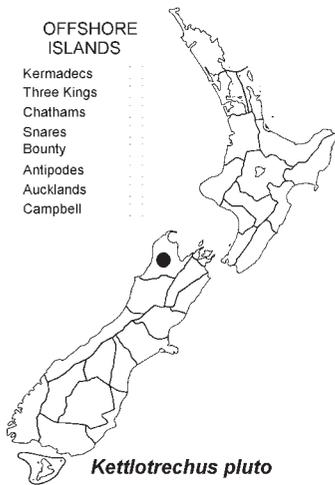 OFFSHORE
ISLANDS
Kermadecs
Three Kings
Chathams
Snares
Bounty
Antipodes
Aucklands
Campbell
Kettlotrechus pluto